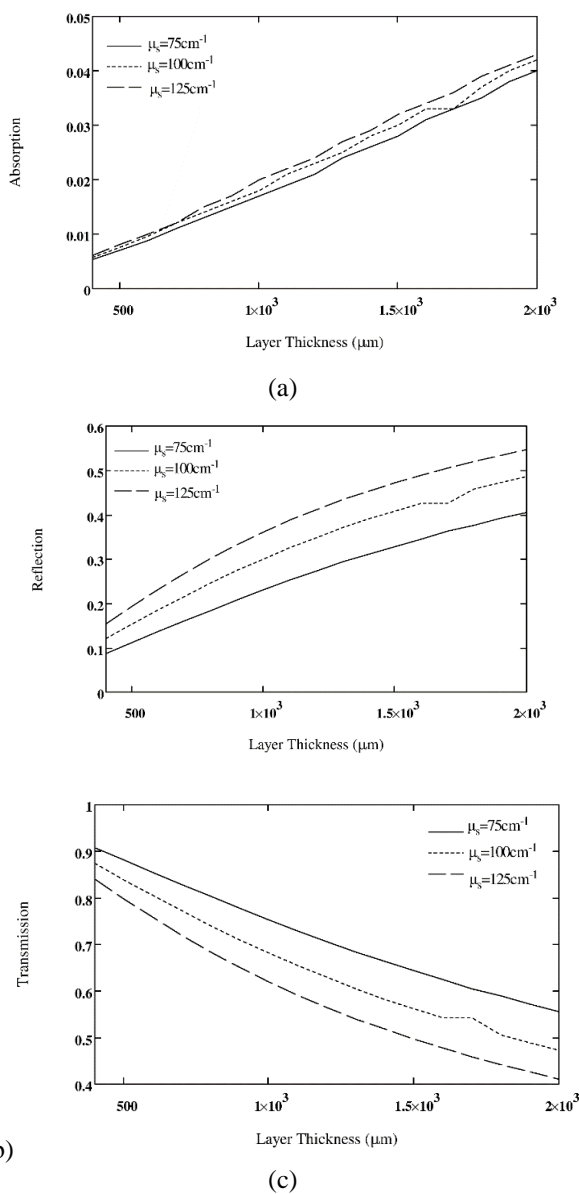 0.05
μs=75cm-1
0.04
μs=100cm-1
μs=125cm-1
0.03
Absorption
0.02
0.01
0
500
1×10³
1.5×10³
2×10³
Layer Thickness (μm)
(a)
0.6
μs=75cm-1
0.5
μs=100cm-1
μs=125cm-1
0.4
0.3
Reflection
0.2
0.1
0
500
1×10³
1.5×10³
2×10³
Layer Thickness (μm)
1
μs=75cm-1
0.9
μs=100cm-1
μs=125cm-1
0.8
0.7
Transmission
0.6
0.5
0.4
500
1×10³
1.5×10³
2×10³
Layer Thickness (μm)
)
(c)